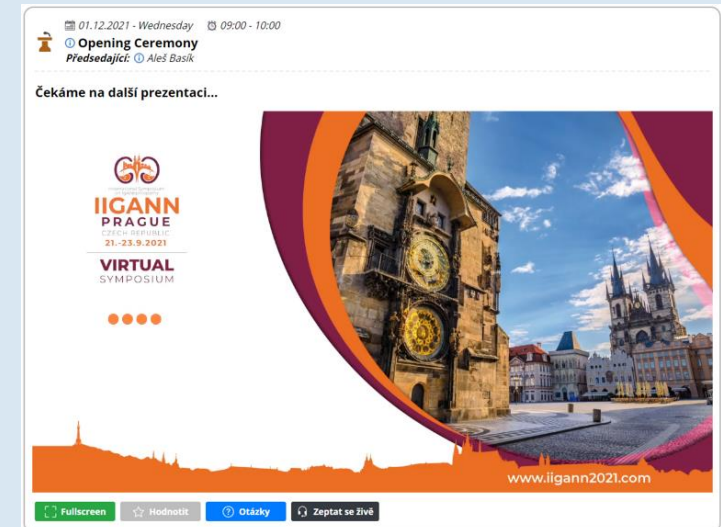 01.12.2021 - Wednesday 09:00 - 10:00
Opening Ceremony
Předsedající: Aleš Basík
Čekáme na další prezentaci...
IIGANN
PRAGUE
CZECH REPUBLIC
21.-23.9.2021
VIRTUAL
SYMPOSIUM
www.iigann2021.com
Fullscreen Hodnotit Otázky Zeptat se živě